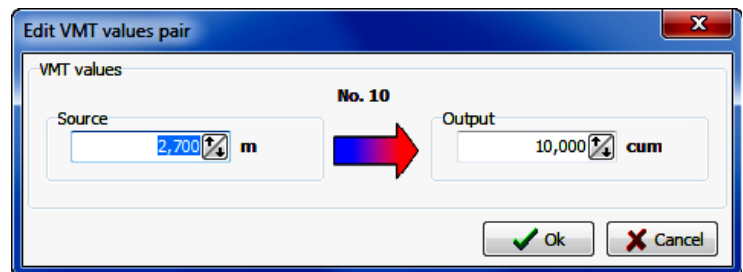 Edit VMT values pair
VMT values
No. 10
Source
Output
2,700 m
10,000 cum
Ok
Cancel